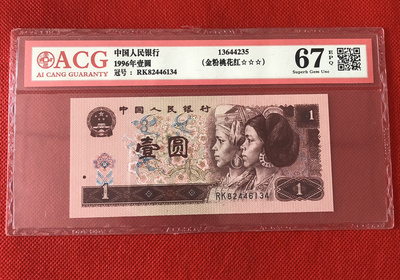 ACG
AI CANG GUARANTY
中国人民银行
1996年壹圆
冠号：RK82446134
13644235
(金粉桃花红☆☆☆)
67 EPQ
Superb Gem Unc
中国人民银行
1
壹圆
RK82446134
1
1